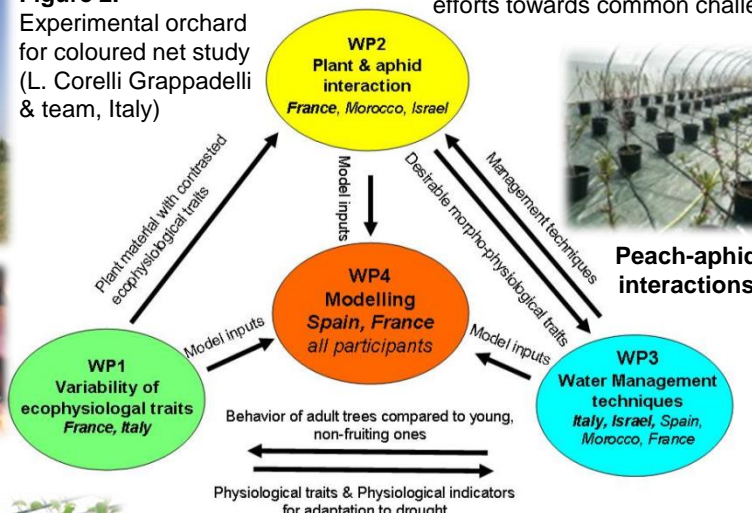 Figure 2.
Experimental orchard
for coloured net study
(L. Corelli Grappadelli
& team, Italy)
efforts towards common challe
WP2
Plant & aphid
interaction
France, Morocco, Israel
Plant material with contrasted
ecophysiological traits
Model inputs
Desirable morpho-physiological traits
Management techniques
Peach-aphid
interactions
WP4
Modelling
Spain, France
all participants
WP1
Variability of
ecophysiologal traits
France, Italy
Model inputs
Model inputs
WP3
Water Management
techniques
Italy, Israel, Spain,
Morocco, France
Behavior of adult trees compared to young,
non-fruiting ones
Physiological traits & Physiological indicators
for adaptation to drought